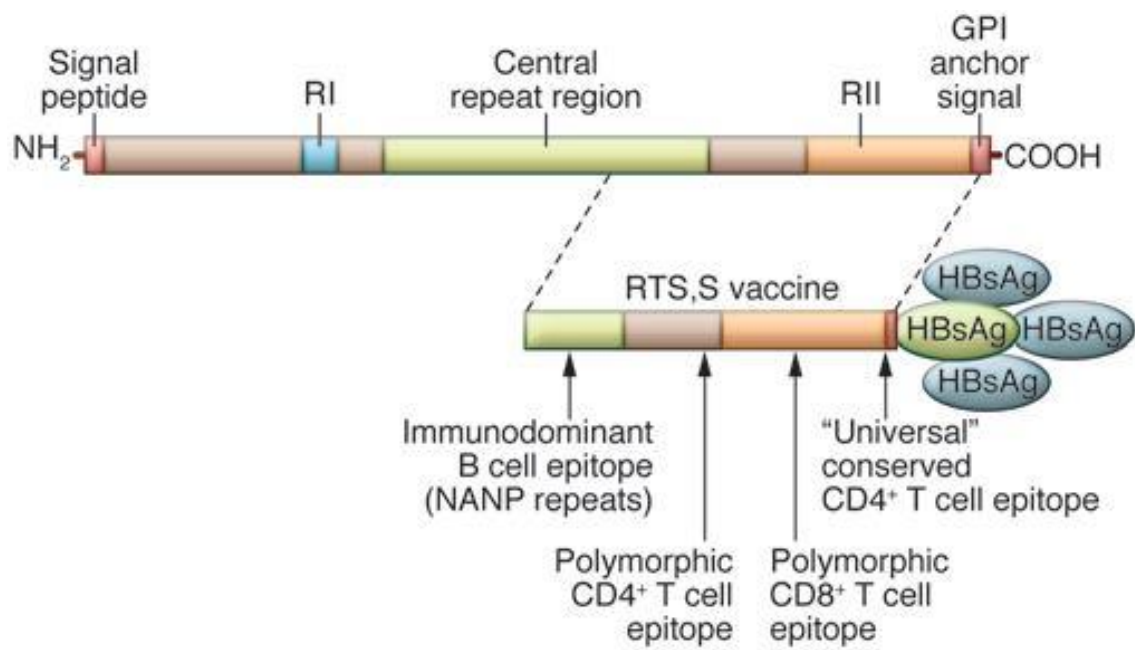 Signal
peptide
RI
Central
repeat region
RII
GPI
anchor
signal
NH₂
COOH
RTS,S vaccine
HBsAg
HBsAg
HBsAg
HBsAg
Immunodominant
B cell epitope
(NANP repeats)
"Universal"
conserved
CD4⁺ T cell epitope
Polymorphic
CD4⁺ T cell
epitope
Polymorphic
CD8⁺ T cell
epitope